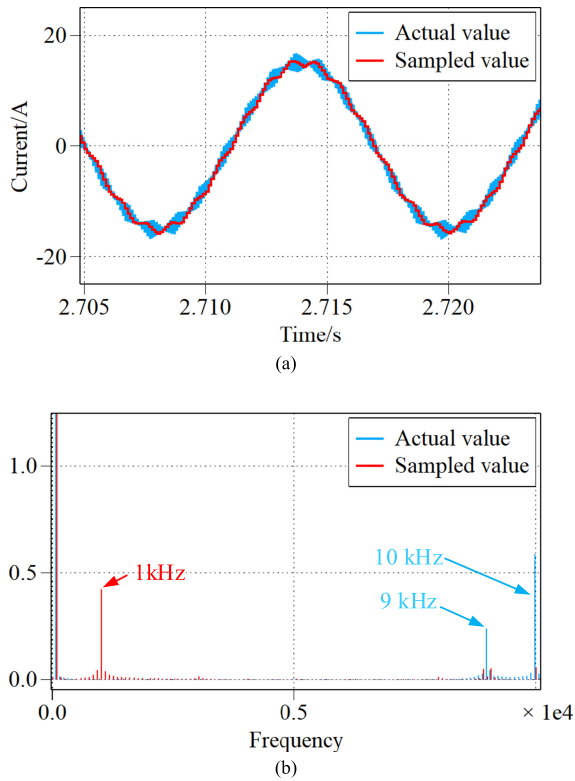 20
Actual value
Sampled value
Current/A
0
-20
2.705 2.710 2.715 2.720
Time/s
(a)
Actual value
Sampled value
1.0
10 kHz
1kHz
0.5
9 kHz
0.0
0.0 0.5 × 1e4
Frequency
(b)